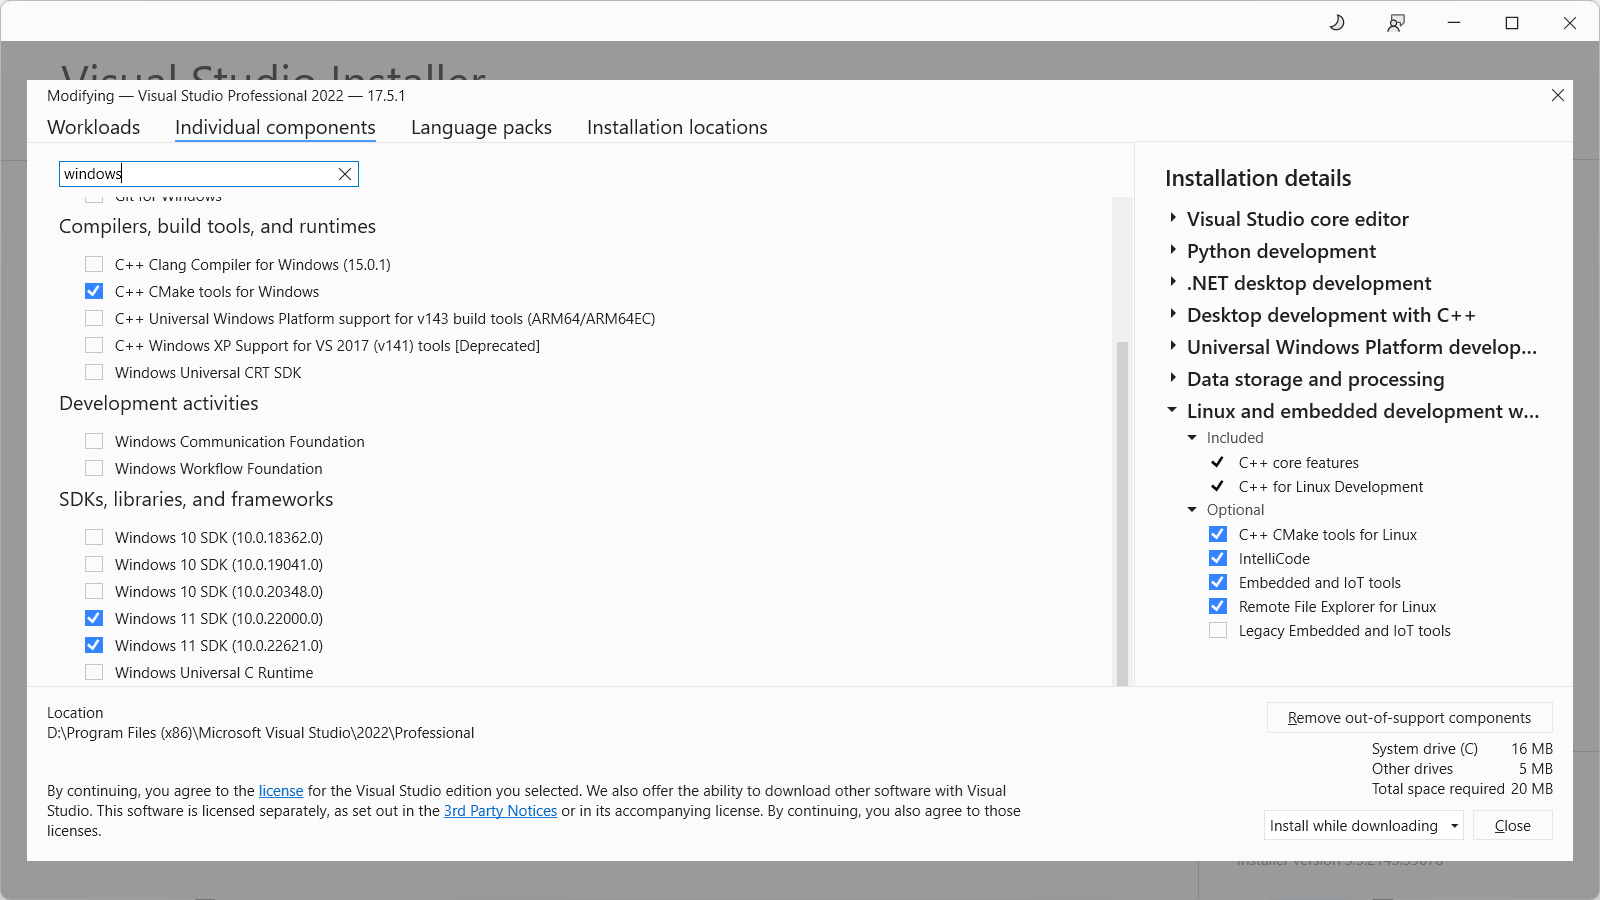 Visual Studio Installer
Modifying — Visual Studio Professional 2022 — 17.5.1
Workloads
Individual components
Language packs
Installation locations
windows
Git for Windows
Compilers, build tools, and runtimes
C++ Clang Compiler for Windows (15.0.1)
C++ CMake tools for Windows
C++ Universal Windows Platform support for v143 build tools (ARM64/ARM64EC)
C++ Windows XP Support for VS 2017 (v141) tools [Deprecated]
Windows Universal CRT SDK
Development activities
Windows Communication Foundation
Windows Workflow Foundation
SDKs, libraries, and frameworks
Windows 10 SDK (10.0.18362.0)
Windows 10 SDK (10.0.19041.0)
Windows 10 SDK (10.0.20348.0)
Windows 11 SDK (10.0.22000.0)
Windows 11 SDK (10.0.22621.0)
Windows Universal C Runtime
Installation details
Visual Studio core editor
Python development
.NET desktop development
Desktop development with C++
Universal Windows Platform develop...
Data storage and processing
Linux and embedded development w...
Included
C++ core features
C++ for Linux Development
Optional
C++ CMake tools for Linux
IntelliCode
Embedded and IoT tools
Remote File Explorer for Linux
Legacy Embedded and IoT tools
Location
D:\Program Files (x86)\Microsoft Visual Studio\2022\Professional
By continuing, you agree to the license for the Visual Studio edition you selected. We also offer the ability to download other software with Visual
Studio. This software is licensed separately, as set out in the 3rd Party Notices or in its accompanying license. By continuing, you also agree to those
licenses.
Remove out-of-support components
System drive (C) 16 MB
Other drives 5 MB
Total space required 20 MB
Install while downloading
Close
Installer version